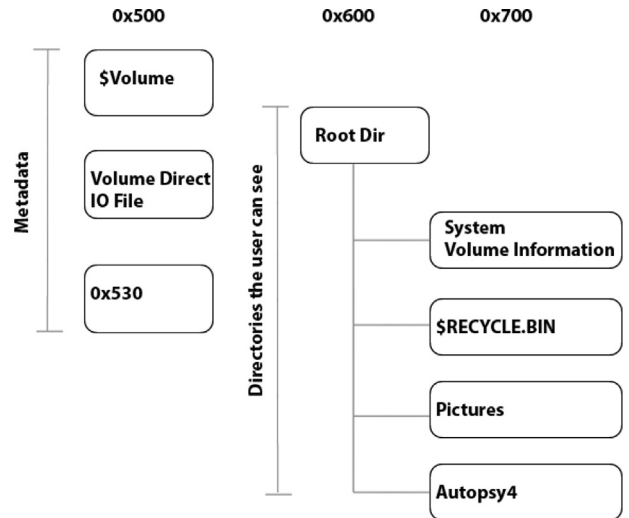 0x500
0x600
0x700
Metadata
$Volume
Volume Direct
IO File
0x530
Directories the user can see
Root Dir
System
Volume Information
$RECYCLE.BIN
Pictures
Autopsy4